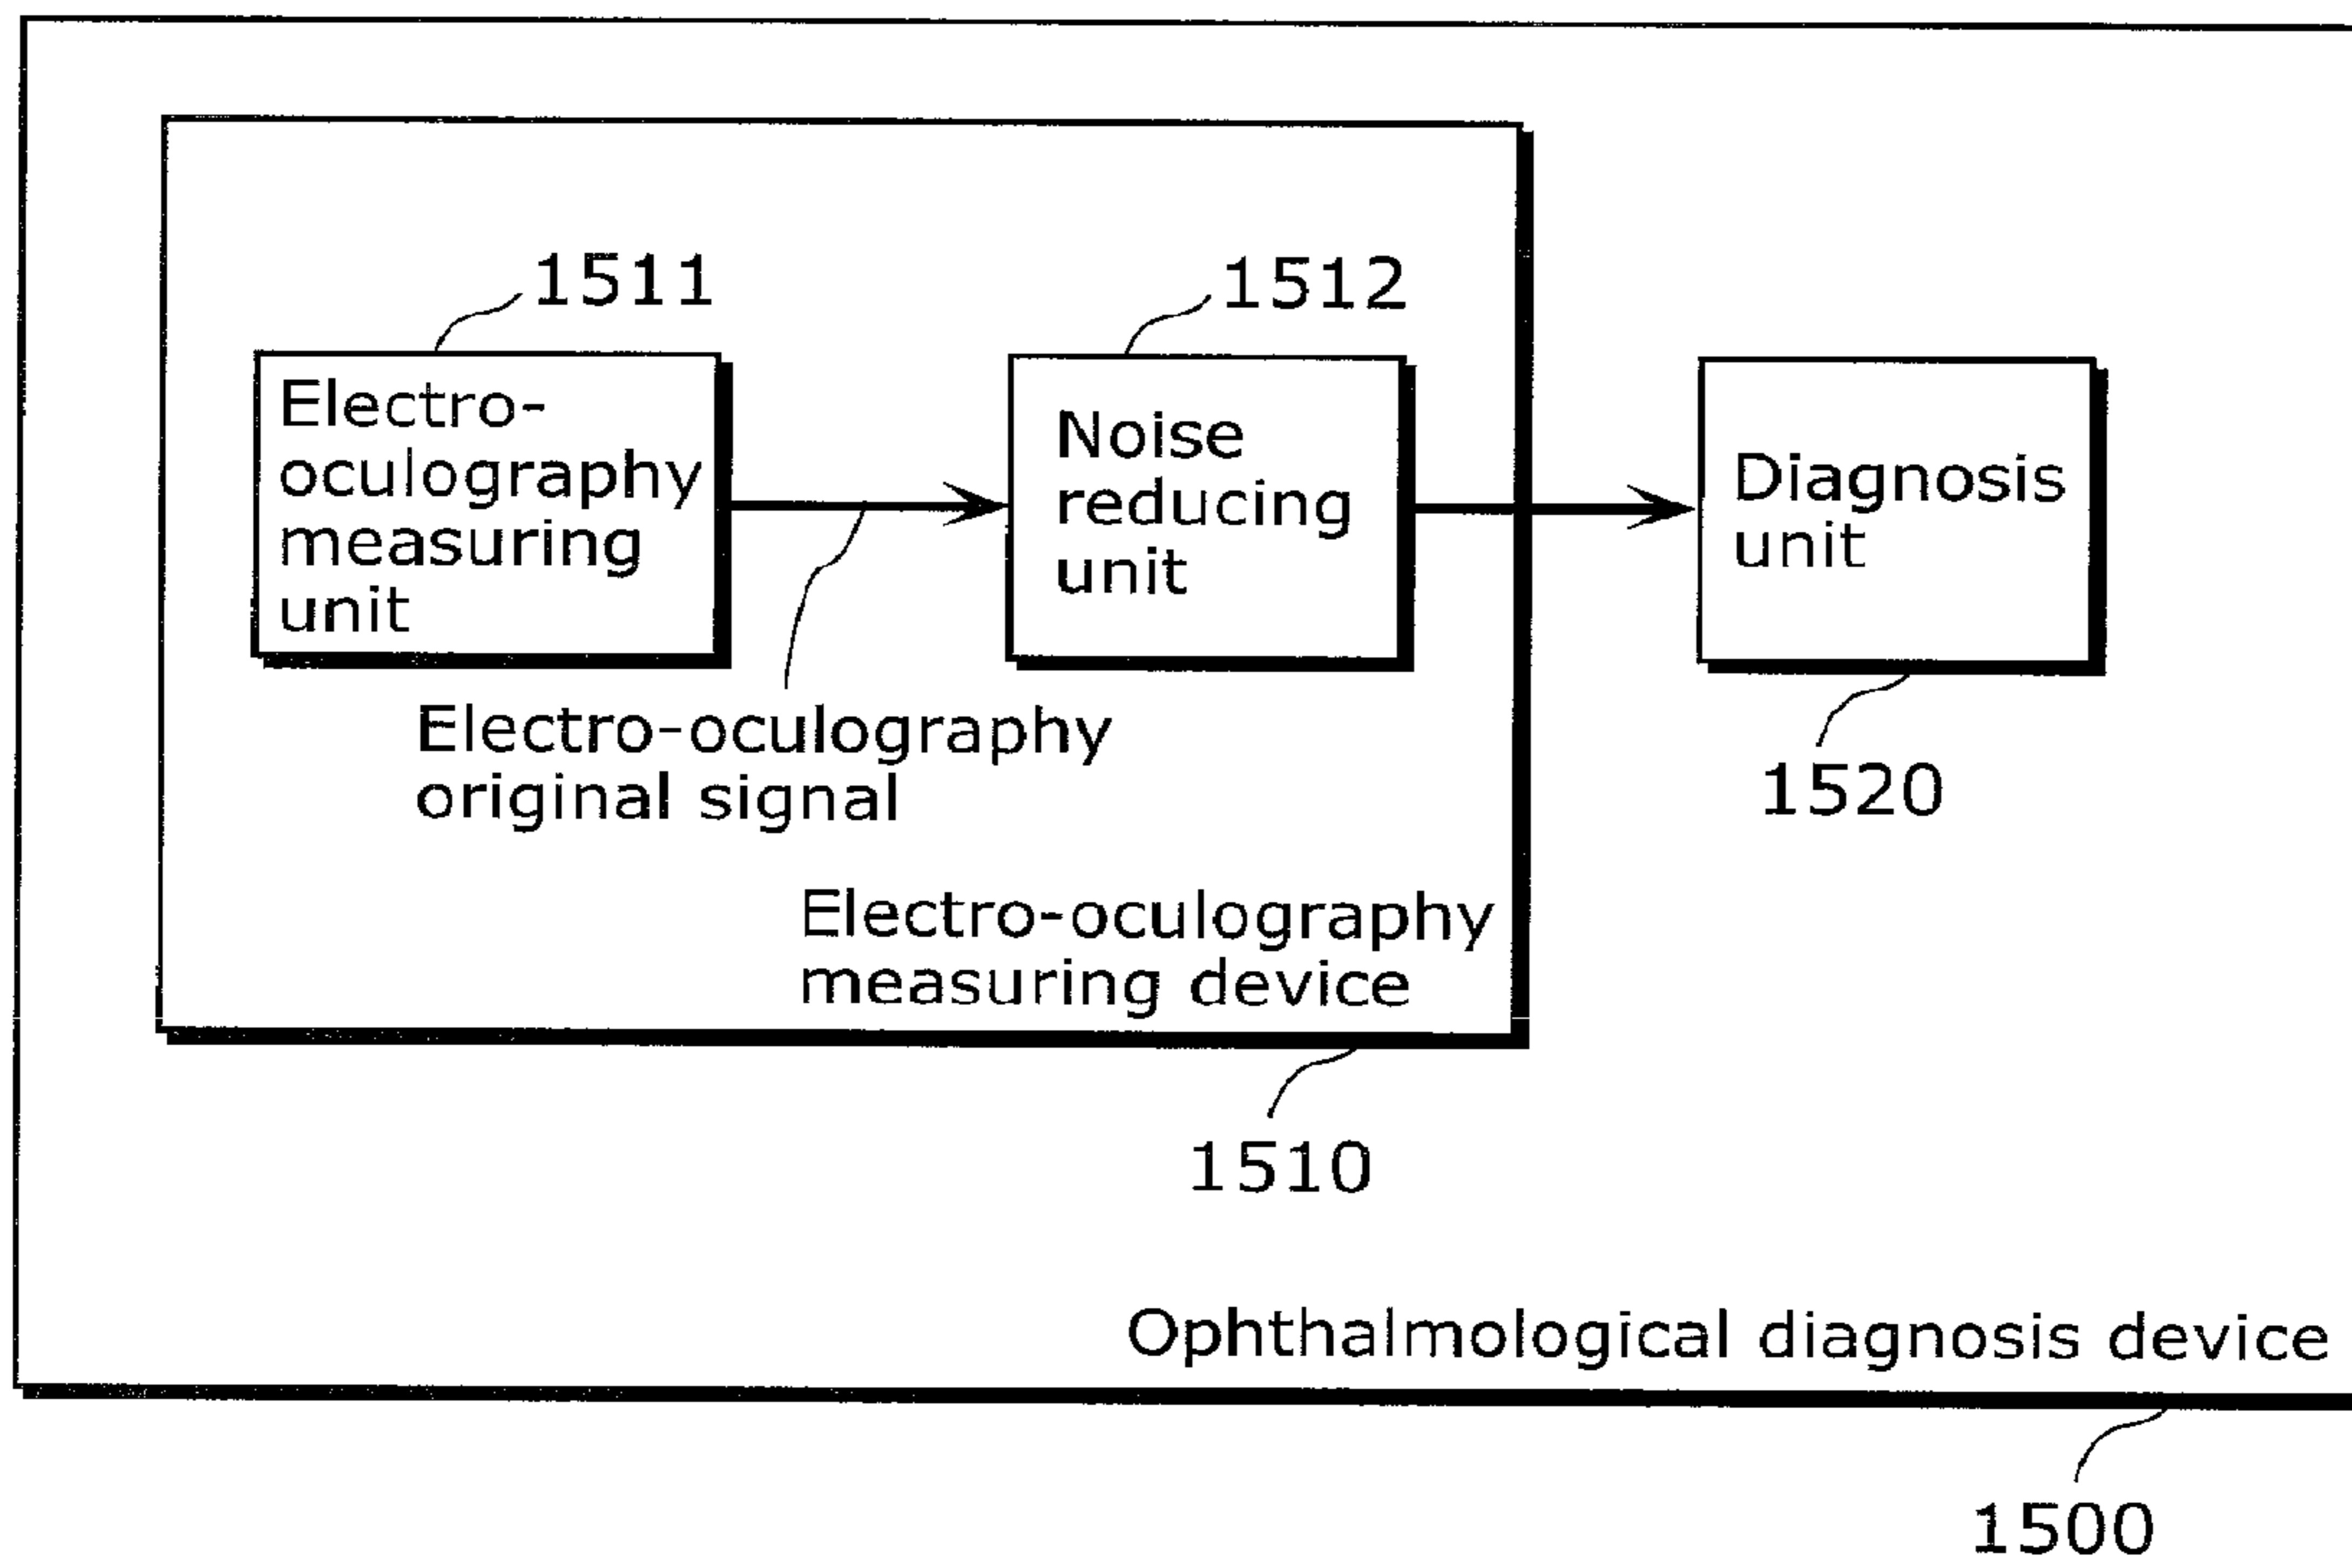 1511
1512
Electro-
oculography
measuring
unit
Noise
reducing
unit
Diagnosis
unit
Electro-oculography
original signal
1520
Electro-oculography
measuring device
1510
Ophthalmological diagnosis device
1500